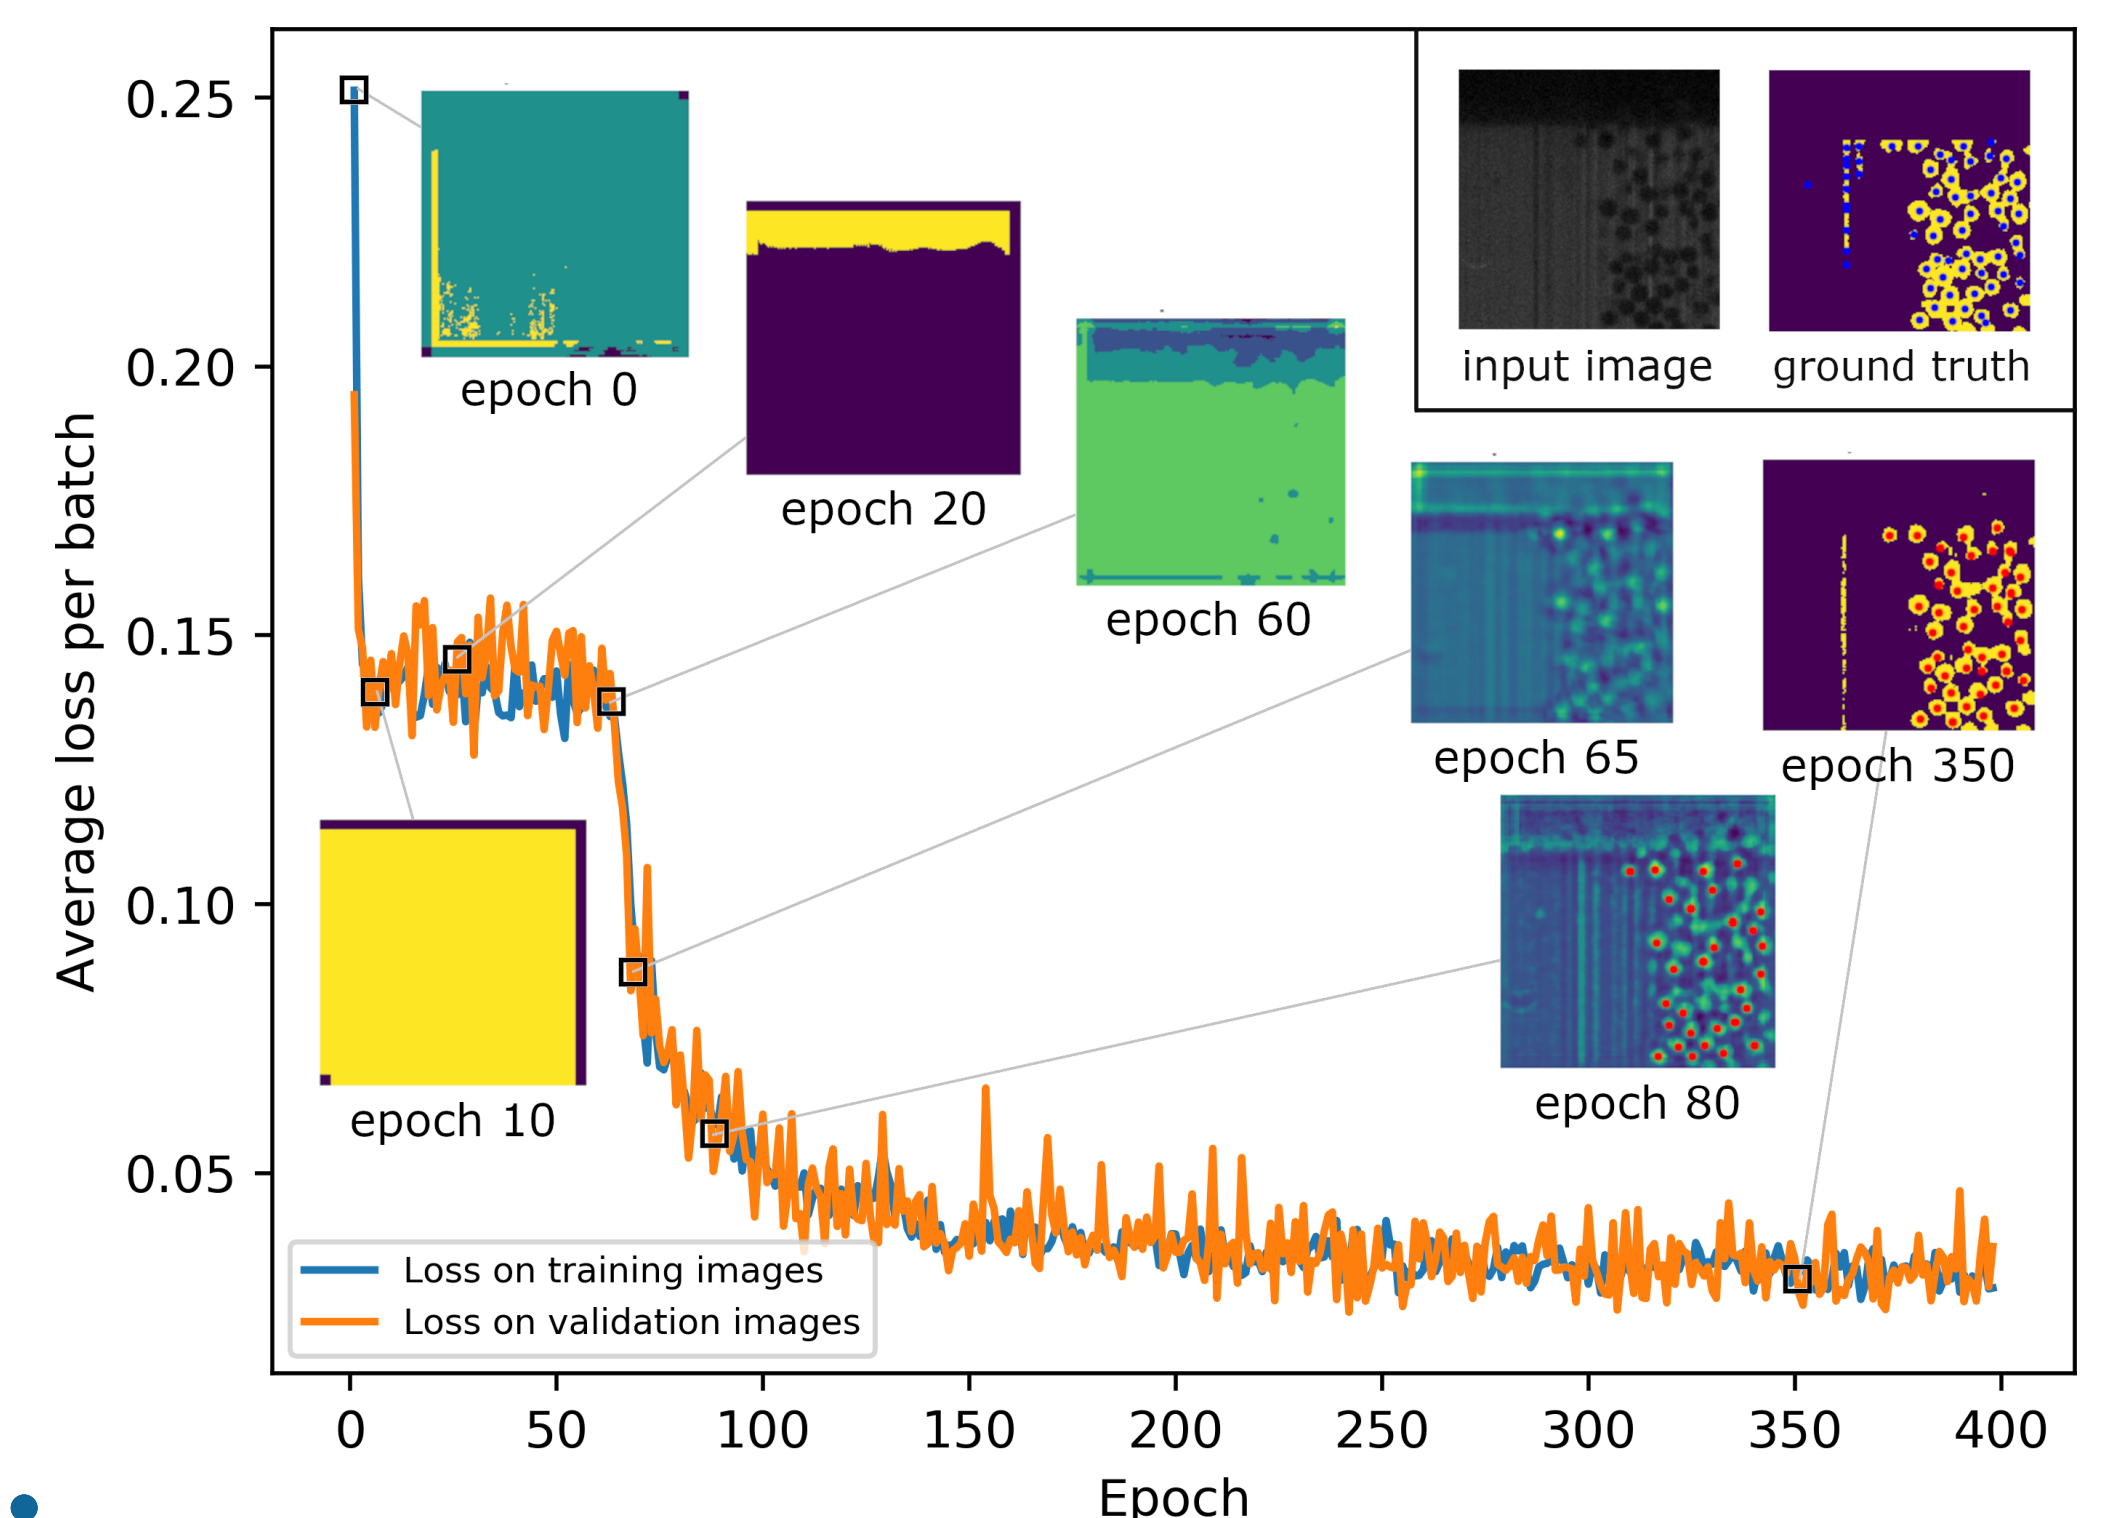 0.25
0.20
0.15
0.10
0.05
Average loss per batch
epoch 0
epoch 20
epoch 60
input image
ground truth
epoch 65
epoch 350
epoch 80
epoch 10
Loss on training images
Loss on validation images
0 50 100 150 200 250 300 350 400
Epoch